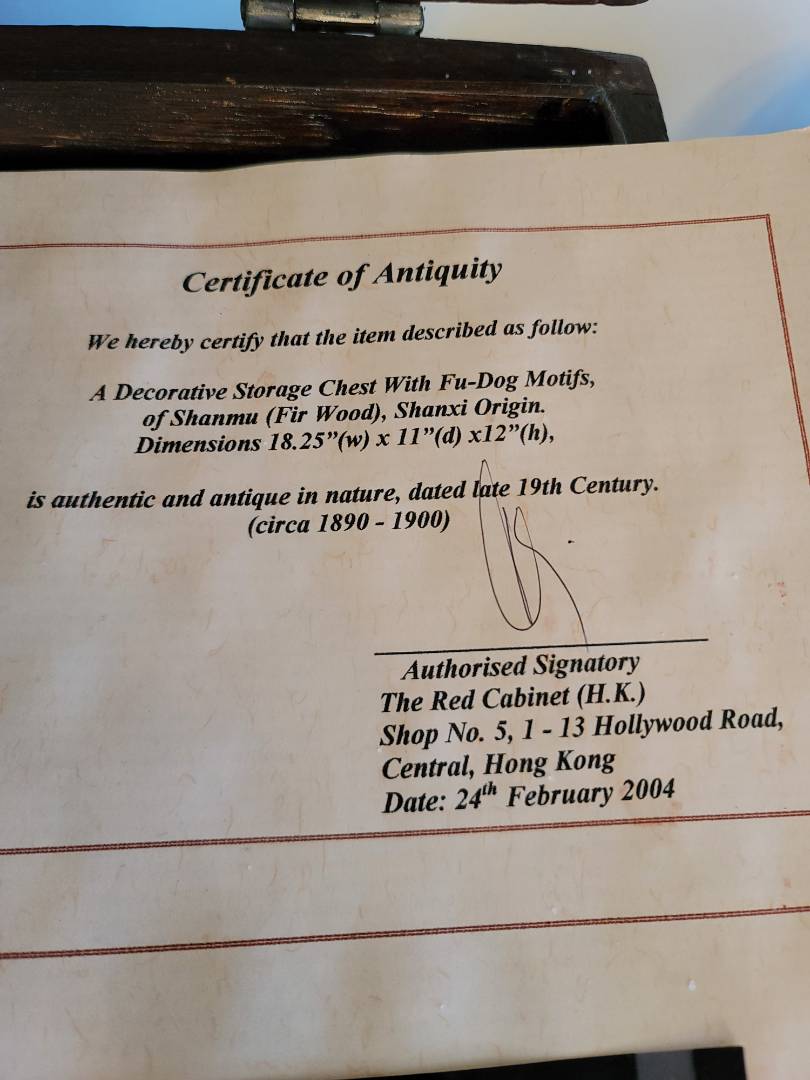 Certificate of Antiquity
We hereby certify that the item described as follow:
A Decorative Storage Chest With Fu-Dog Motifs,
of Shanmu (Fir Wood), Shanxi Origin.
Dimensions 18.25”(w) x 11”(d) x12”(h),
is authentic and antique in nature, dated late 19th Century.
(circa 1890 - 1900)
Authorised Signatory
The Red Cabinet (H.K.)
Shop No. 5, 1 - 13 Hollywood Road,
Central, Hong Kong
Date: 24th February 2004